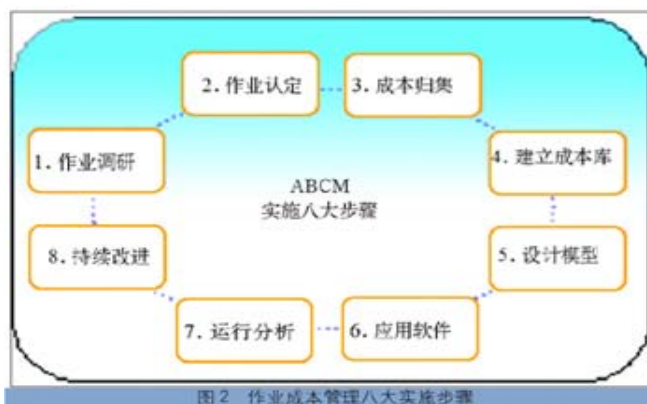 1. 作业调研
2. 作业认定
3. 成本归集
4. 建立成本库
5. 设计模型
6. 应用软件
7. 运行分析
8. 持续改进
ABCM
实施八大步骤
图2 作业成本管理八大实施步骤